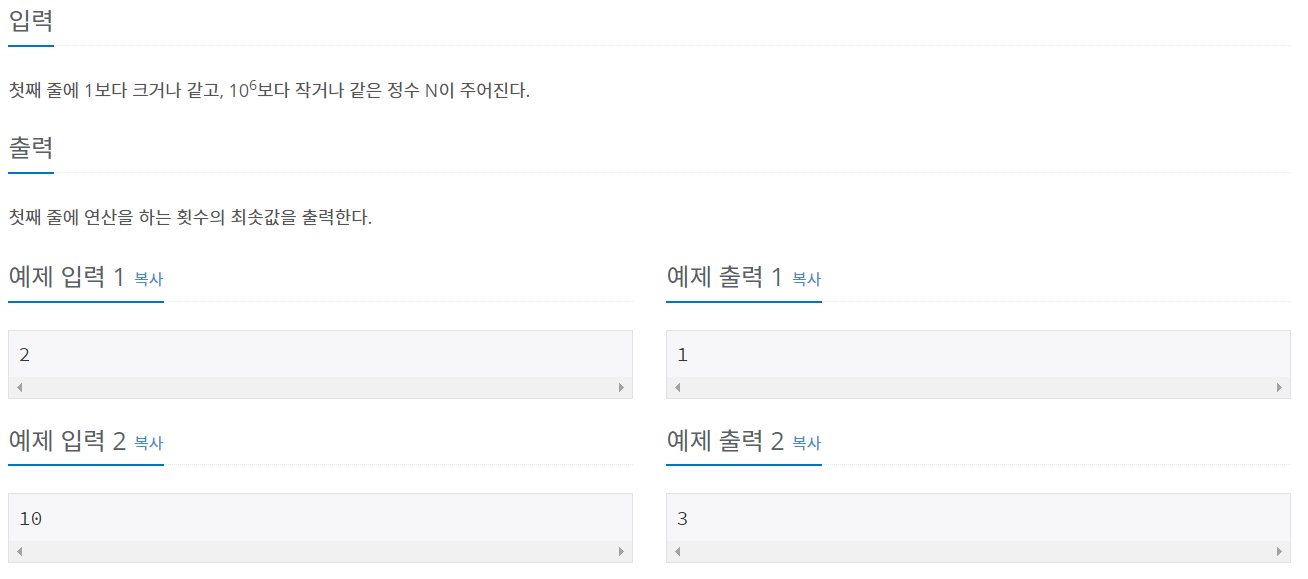 입력
첫째 줄에 1보다 크거나 같고, 10⁶보다 작거나 같은 정수 N이 주어진다.
출력
첫째 줄에 연산을 하는 횟수의 최솟값을 출력한다.
예제 입력 1 복사
2
예제 출력 1 복사
1
예제 입력 2 복사
10
예제 출력 2 복사
3